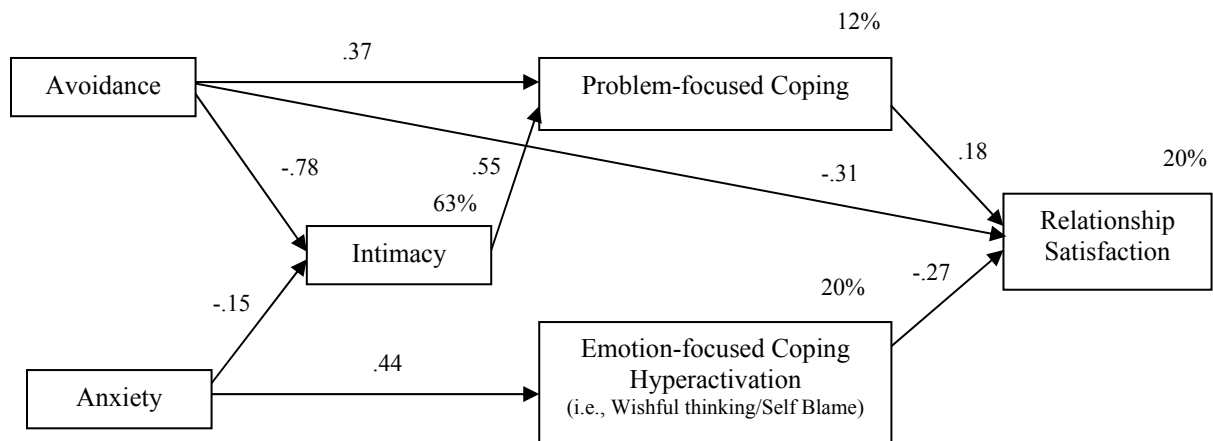 12%
.37
Avoidance
Problem-focused Coping
-.78
.55
.18
20%
-.31
63%
Relationship
Satisfaction
Intimacy
-.27
20%
-.15
Emotion-focused Coping
Hyperactivation
(i.e., Wishful thinking/Self Blame)
.44
Anxiety